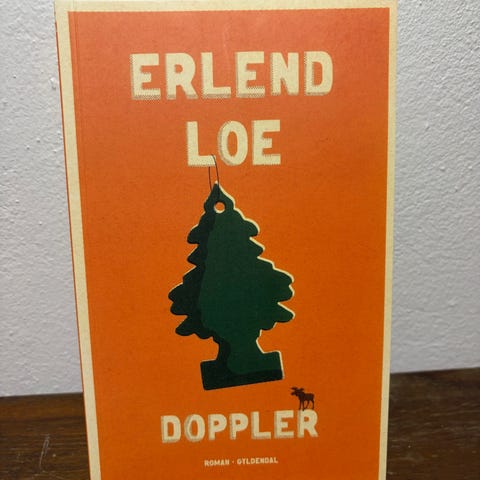 ERLEND
LOE
DOPPLER
ROMAN · GYLDENDAL